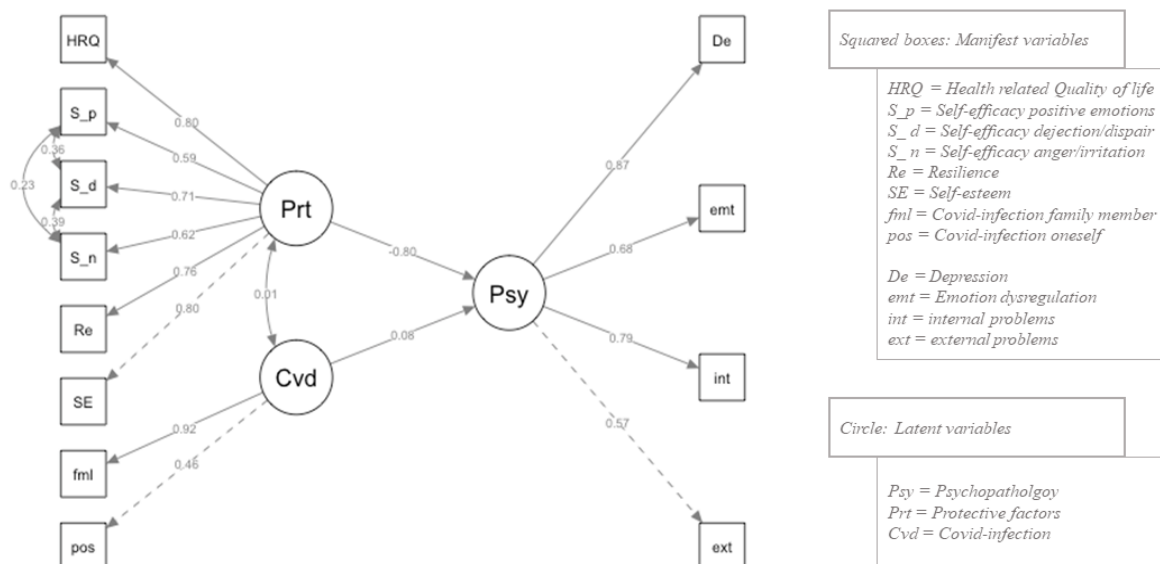 HRQ
S_p
S_d
S_n
Re
SE
fml
pos
0.36
0.23
0.39
0.80
0.59
0.71
0.62
0.76
0.80
0.92
0.46
Prt
Cvd
0.01
-0.80
0.08
Psy
0.87
0.68
0.79
0.57
De
emt
int
ext
Squared boxes: Manifest variables
HRQ = Health related Quality of life
S_p = Self-efficacy positive emotions
S_ d = Self-efficacy dejection/dispair
S_ n = Self-efficacy anger/irritation
Re = Resilience
SE = Self-esteem
fml = Covid-infection family member
pos = Covid-infection oneself
De = Depression
emt = Emotion dysregulation
int = internal problems
ext = external problems
Circle: Latent variables
Psy = Psychopatholgoy
Prt = Protective factors
Cvd = Covid-infection